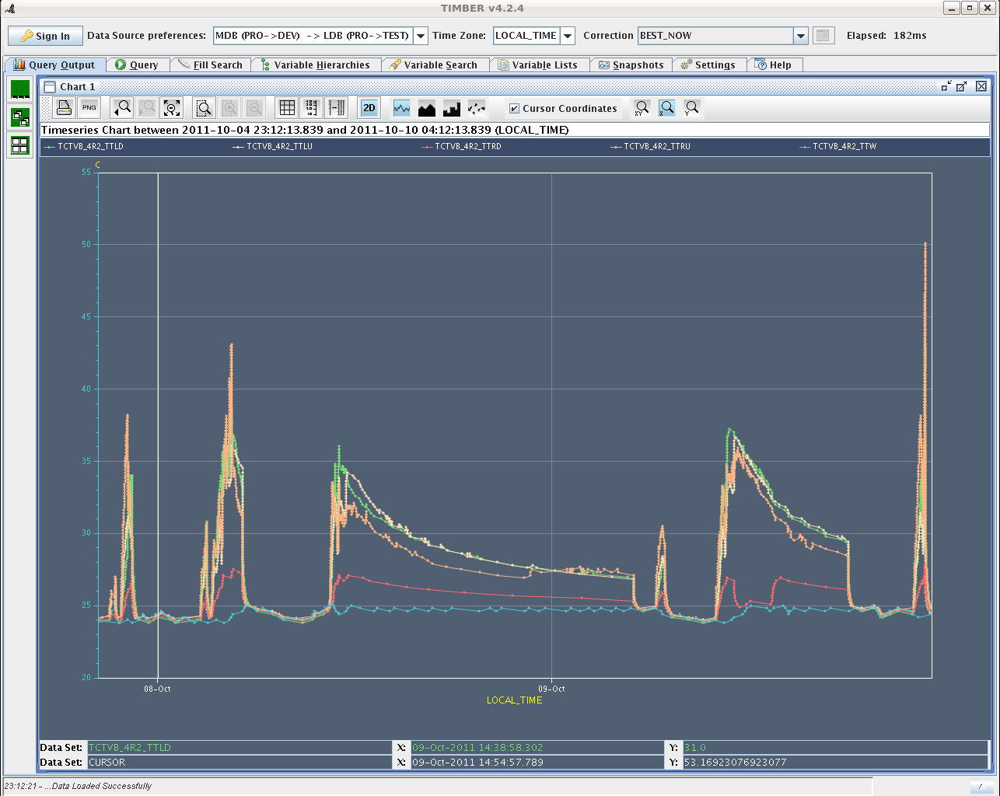 TIMBER v4.2.4
Sign In Data Source preferences: MDB (PRO->DEV) -> LDB (PRO->TEST) Time Zone: LOCAL_TIME Correction BEST_NOW Elapsed: 182ms
Query Output Query Fill Search Variable Hierarchies Variable Search Variable Lists Snapshots Settings Help
Chart 1
PNG 2D Cursor Coordinates XY X Y
Timeseries Chart between 2011-10-04 23:12:13.839 and 2011-10-10 04:12:13.839 (LOCAL_TIME)
TCTVB_4R2_TTLD TCTVB_4R2_TTLU TCTVB_4R2_TTRD TCTVB_4R2_TTRU TCTVB_4R2_TTW
C
55
50
45
40
35
30
25
20
08-Oct 09-Oct
LOCAL_TIME
Data Set: TCTVB_4R2_TTLD X: 09-Oct-2011 14:38:58.302 Y: 31.0
Data Set: CURSOR X: 09-Oct-2011 14:54:57.789 Y: 53.16923076923077
23:12:21 - ...Data Loaded Successfully